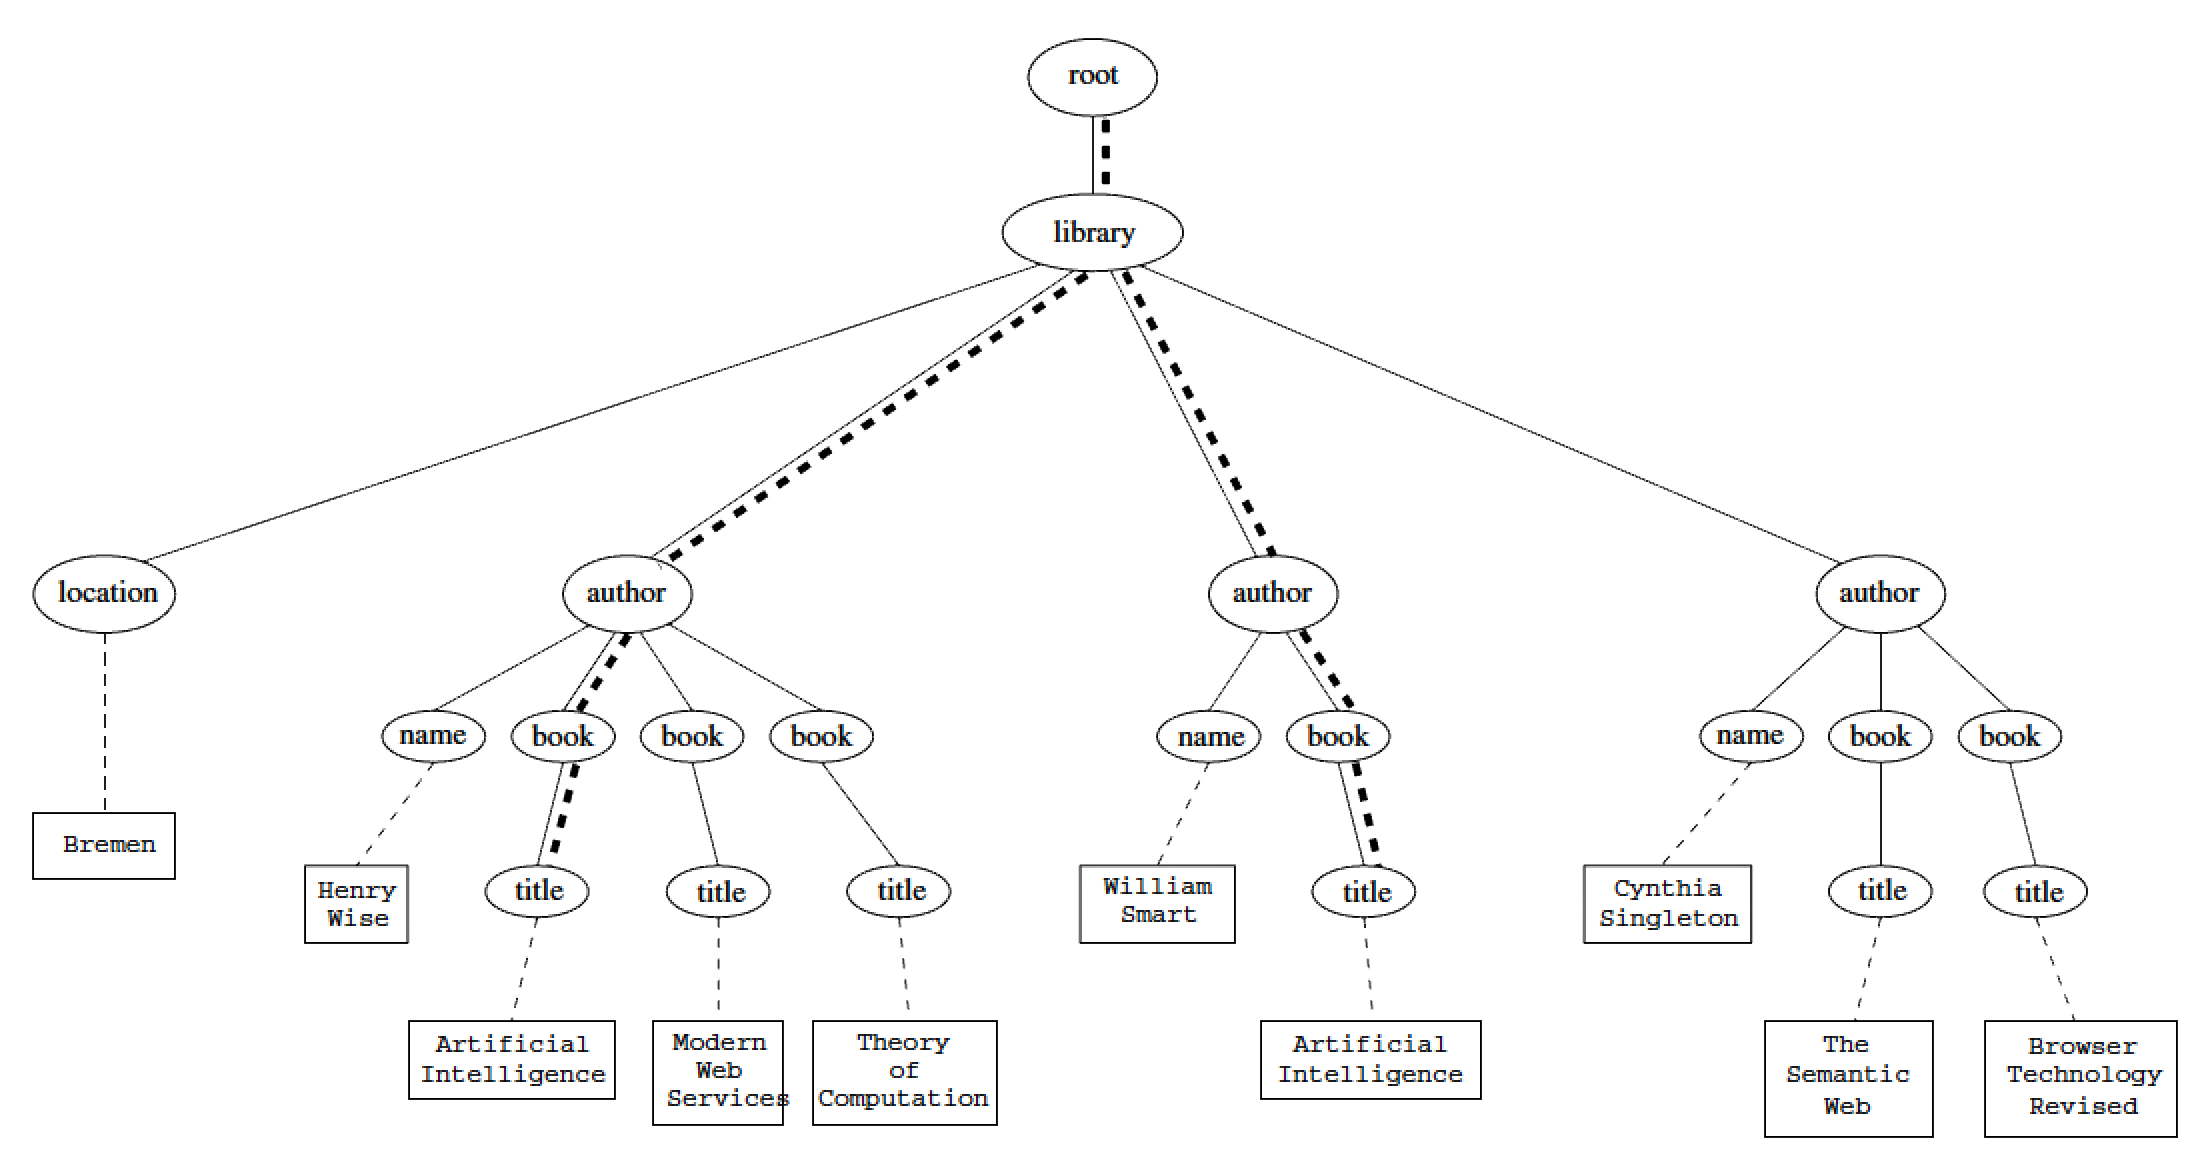 root
library
location
author
author
author
name
book
book
book
name
book
name
book
book
Bremen
Henry
Wise
title
title
title
William
Smart
title
Cynthia
Singleton
title
title
Artificial
Intelligence
Modern
Web
Services
Theory
of
Computation
Artificial
Intelligence
The
Semantic
Web
Browser
Technology
Revised